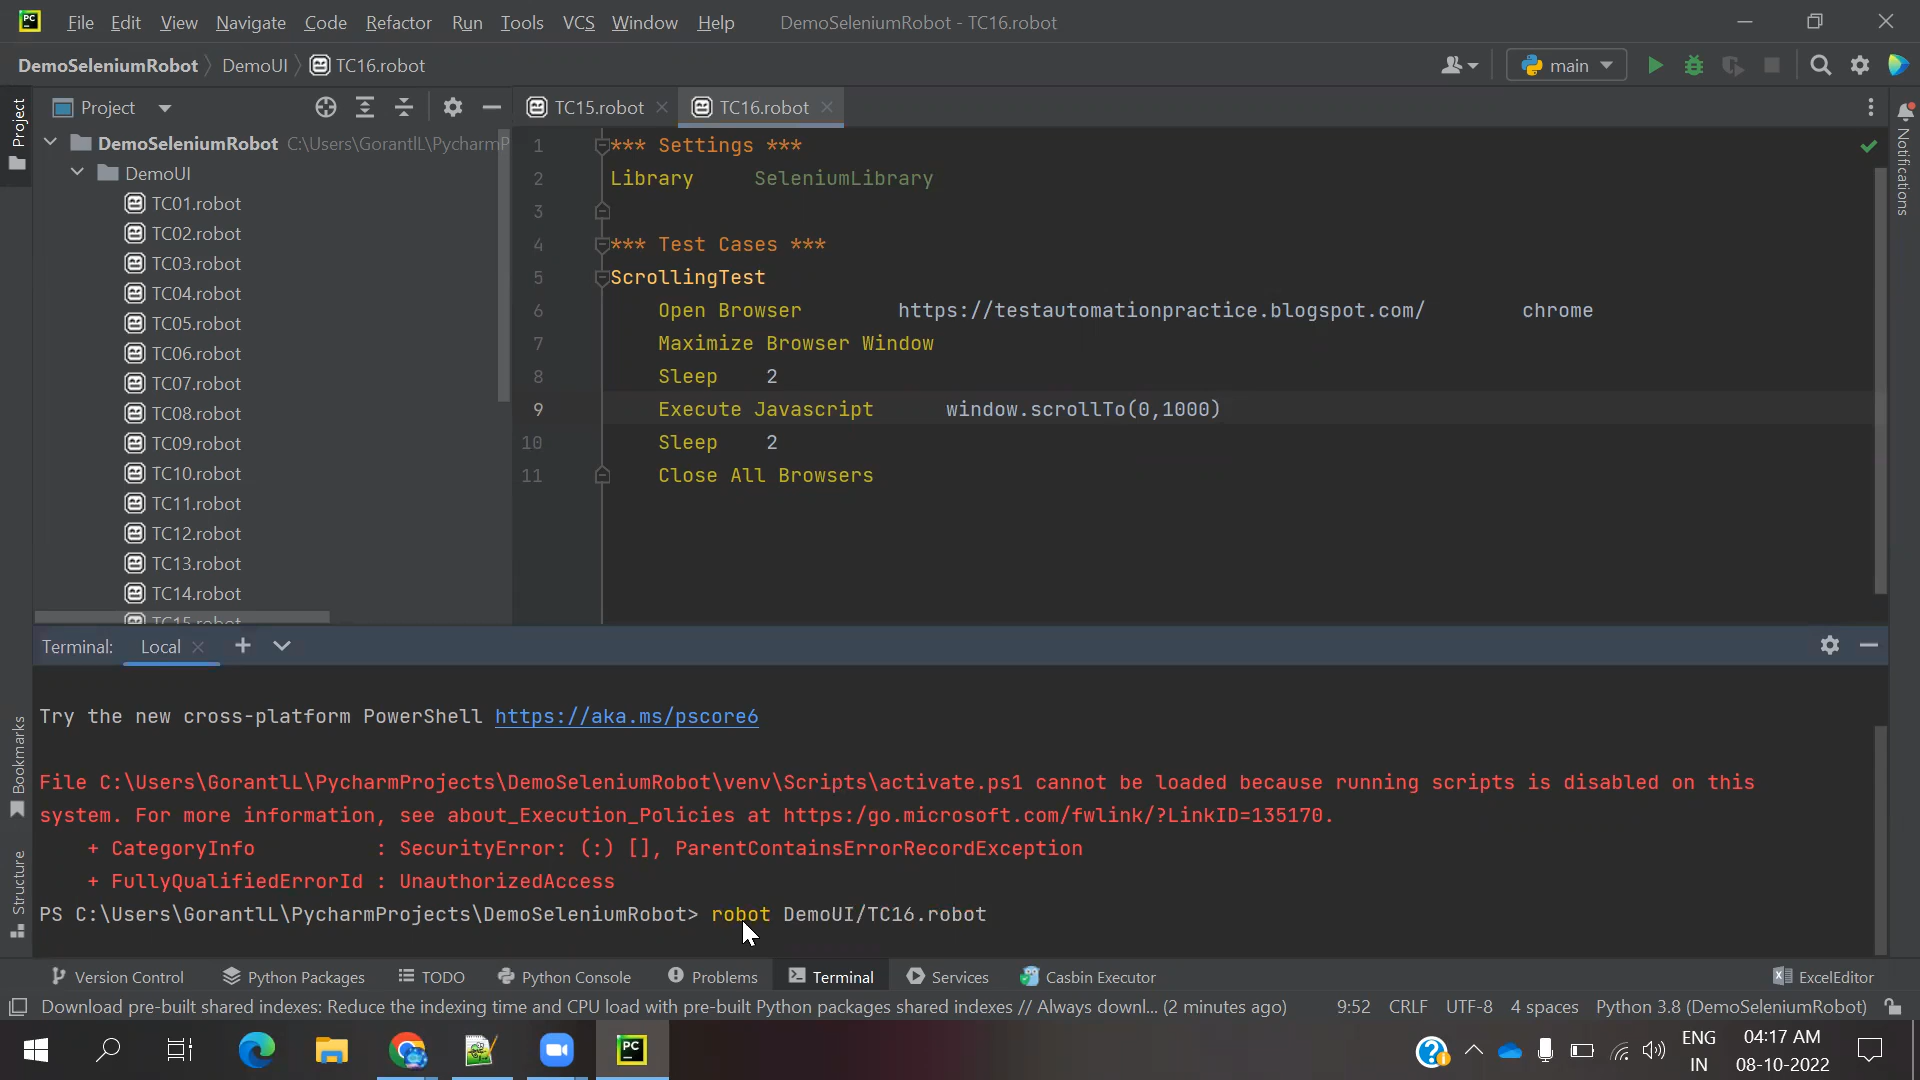 PC File Edit View Navigate Code Refactor Run Tools VCS Window Help DemoSeleniumRobot - TC16.robot
DemoSeleniumRobot DemoUI TC16.robot main
Project
Project
Notifications
Bookmarks
Structure
DemoSeleniumRobot C:\Users\GorantlL\PycharmP
DemoUI
TC01.robot
TC02.robot
TC03.robot
TC04.robot
TC05.robot
TC06.robot
TC07.robot
TC08.robot
TC09.robot
TC10.robot
TC11.robot
TC12.robot
TC13.robot
TC14.robot
TC15.robot
TC15.robot TC16.robot
1 *** Settings ***
2 Library SeleniumLibrary
3
4 *** Test Cases ***
5 ScrollingTest
6 Open Browser https://testautomationpractice.blogspot.com/ chrome
7 Maximize Browser Window
8 Sleep 2
9 Execute Javascript window.scrollTo(0,1000)
10 Sleep 2
11 Close All Browsers
Terminal: Local
Try the new cross-platform PowerShell https://aka.ms/pscore6
File C:\Users\GorantlL\PycharmProjects\DemoSeleniumRobot\venv\Scripts\activate.ps1 cannot be loaded because running scripts is disabled on this
system. For more information, see about_Execution_Policies at https:/go.microsoft.com/fwlink/?LinkID=135170.
+ CategoryInfo : SecurityError: (:) [], ParentContainsErrorRecordException
+ FullyQualifiedErrorId : UnauthorizedAccess
PS C:\Users\GorantlL\PycharmProjects\DemoSeleniumRobot> robot DemoUI/TC16.robot
Version Control Python Packages TODO Python Console Problems Terminal Services Casbin Executor ExcelEditor
Download pre-built shared indexes: Reduce the indexing time and CPU load with pre-built Python packages shared indexes // Always downl... (2 minutes ago) 9:52 CRLF UTF-8 4 spaces Python 3.8 (DemoSeleniumRobot)
PC
ENG
IN
04:17 AM
08-10-2022